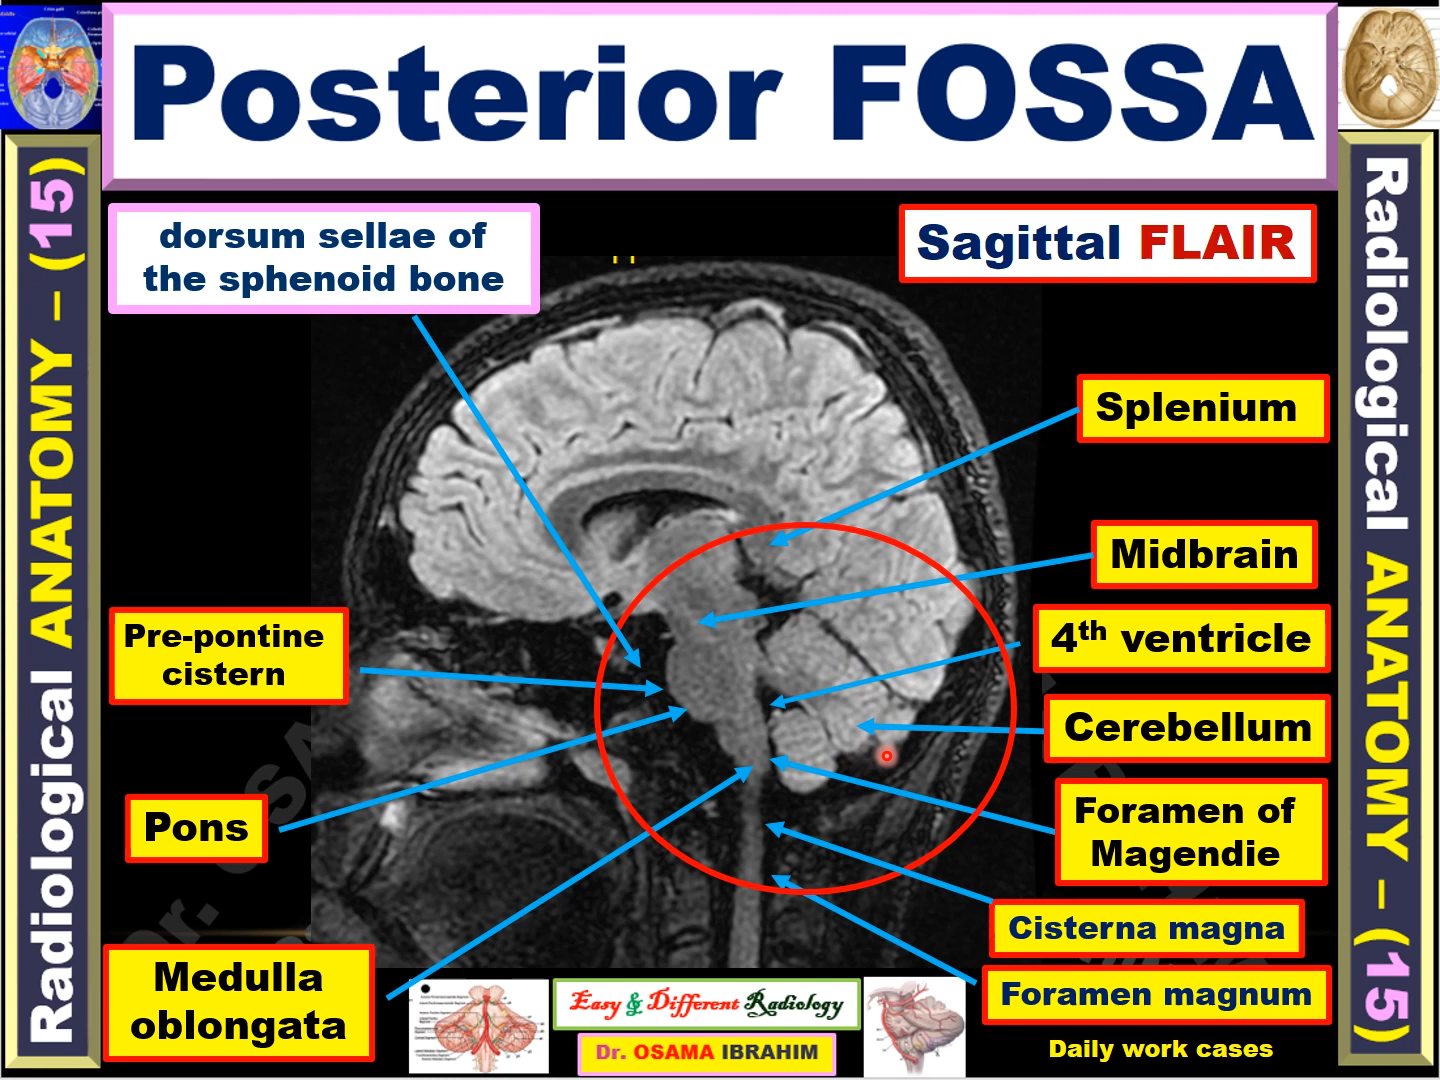 Posterior FOSSA
Radiological ANATOMY – (15)
dorsum sellae of
the sphenoid bone
Sagittal FLAIR
Splenium
Midbrain
4th ventricle
Pre-pontine
cistern
Cerebellum
Pons
Foramen of
Magendie
Cisterna magna
Medulla
oblongata
Foramen magnum
Easy & Different Radiology
Dr. OSAMA IBRAHIM
Daily work cases
Radiological ANATOMY – (15)